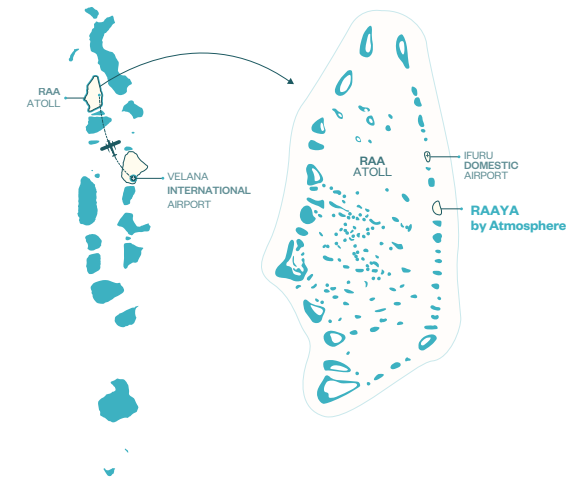 RAA
ATOLL
VELANA
INTERNATIONAL
AIRPORT
RAA
ATOLL
IFURU
DOMESTIC
AIRPORT
RAAYA
by Atmosphere